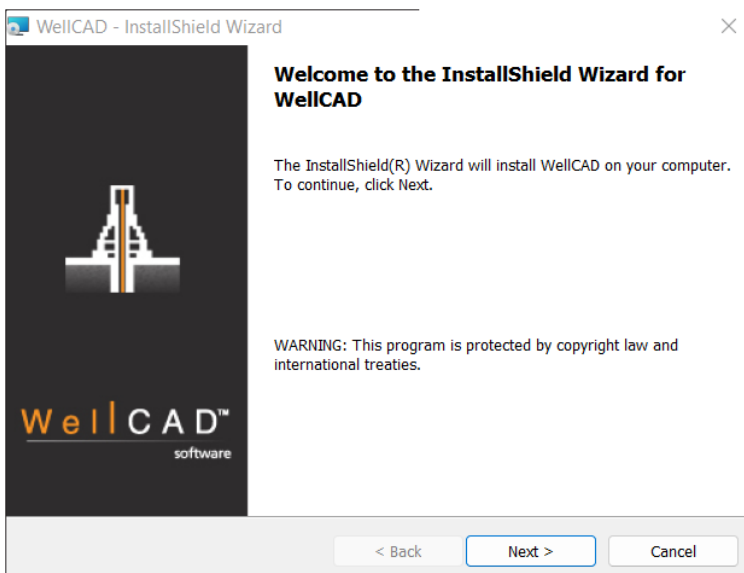 WellCAD - InstallShield Wizard
Welcome to the InstallShield Wizard for
WellCAD
The InstallShield(R) Wizard will install WellCAD on your computer.
To continue, click Next.
WARNING: This program is protected by copyright law and
international treaties.
WellCAD™
software
< Back
Next >
Cancel